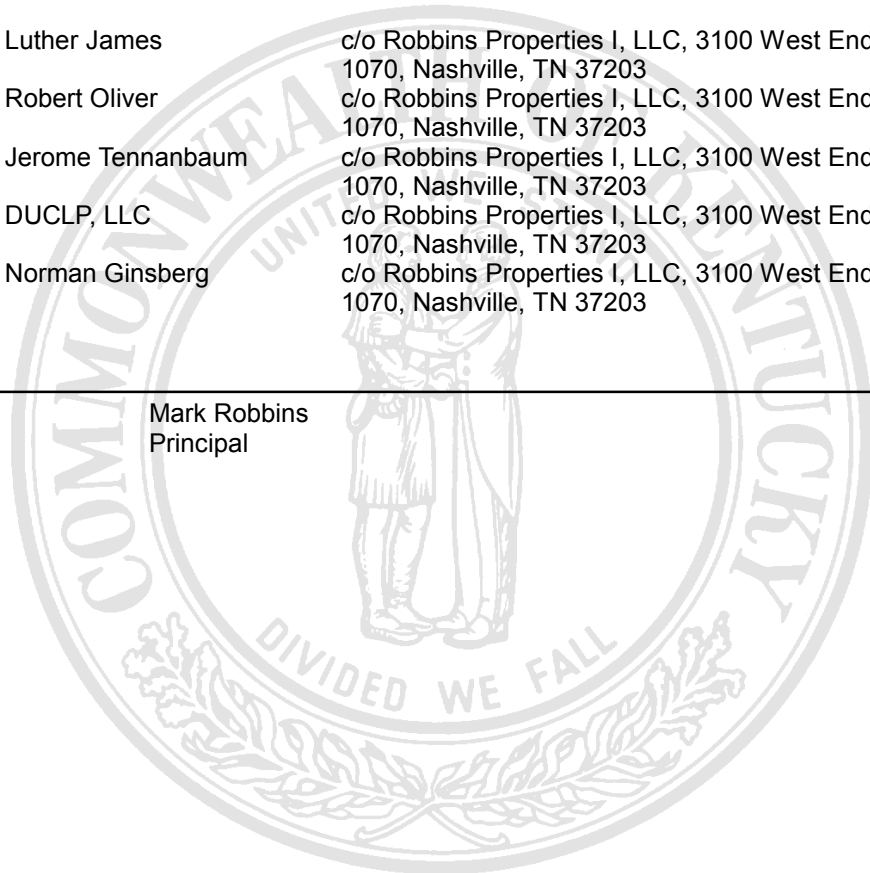 Luther James c/o Robbins Properties I, LLC, 3100 West End
1070, Nashville, TN 37203
Robert Oliver c/o Robbins Properties I, LLC, 3100 West End
1070, Nashville, TN 37203
Jerome Tennanbaum c/o Robbins Properties I, LLC, 3100 West End
1070, Nashville, TN 37203
DUCLP, LLC c/o Robbins Properties I, LLC, 3100 West End
1070, Nashville, TN 37203
Norman Ginsberg c/o Robbins Properties I, LLC, 3100 West End
1070, Nashville, TN 37203
Mark Robbins
Principal
COMMONWEALTH OF KENTUCKY
UNITED WE STAND
DIVIDED WE FALL